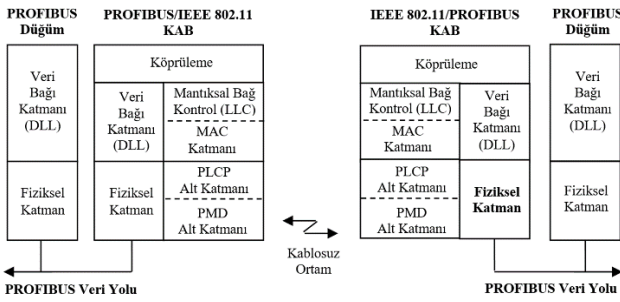 PROFIBUS
Düğüm
PROFIBUS/IEEE 802.11
KAB
IEEE 802.11/PROFIBUS
KAB
PROFIBUS
Düğüm
Veri
Bağı
Katmanı
(DLL)
Fiziksel
Katman
Köprüleme
Veri
Bağı
Katmanı
(DLL)
Fiziksel
Katman
Mantıksal Bağ
Kontrol (LLC)
MAC
Katmanı
PLCP
Alt Katmanı
PMD
Alt Katmanı
Kablosuz
Ortam
Köprüleme
Mantıksal Bağ
Kontrol (LLC)
MAC
Katmanı
PLCP
Alt Katmanı
PMD
Alt Katmanı
Veri
Bağı
Katmanı
(DLL)
Fiziksel
Katman
Veri
Bağı
Katmanı
(DLL)
Fiziksel
Katman
PROFIBUS Veri Yolu
PROFIBUS Veri Yolu